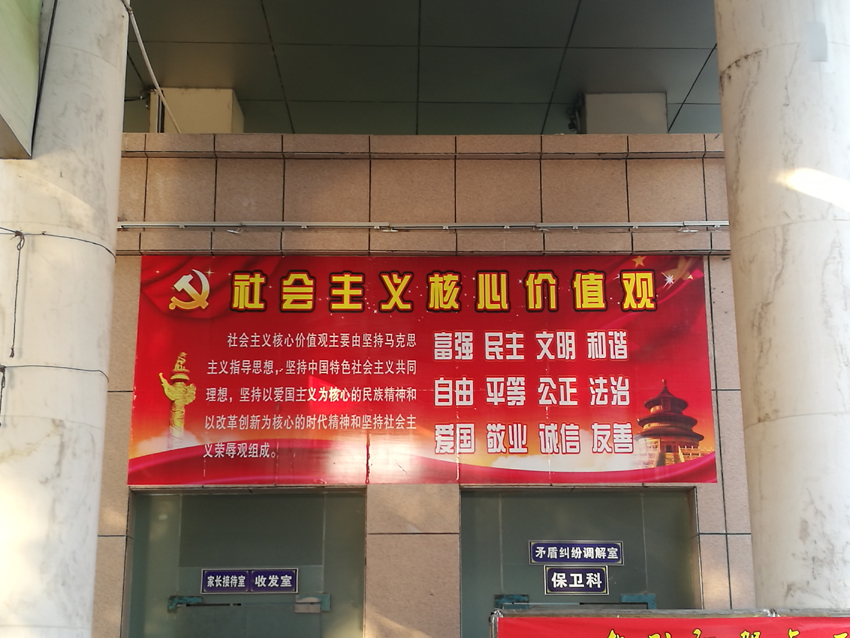 社会主义核心价值观
社会主义核心价值观主要由坚持马克思
主义指导思想，坚持中国特色社会主义共同
理想，坚持以爱国主义为核心的民族精神和
以改革创新为核心的时代精神和坚持社会主
义荣辱观组成。
富强 民主 文明 和谐
自由 平等 公正 法治
爱国 敬业 诚信 友善
家长接待室 收发室
矛盾纠纷调解室
保卫科